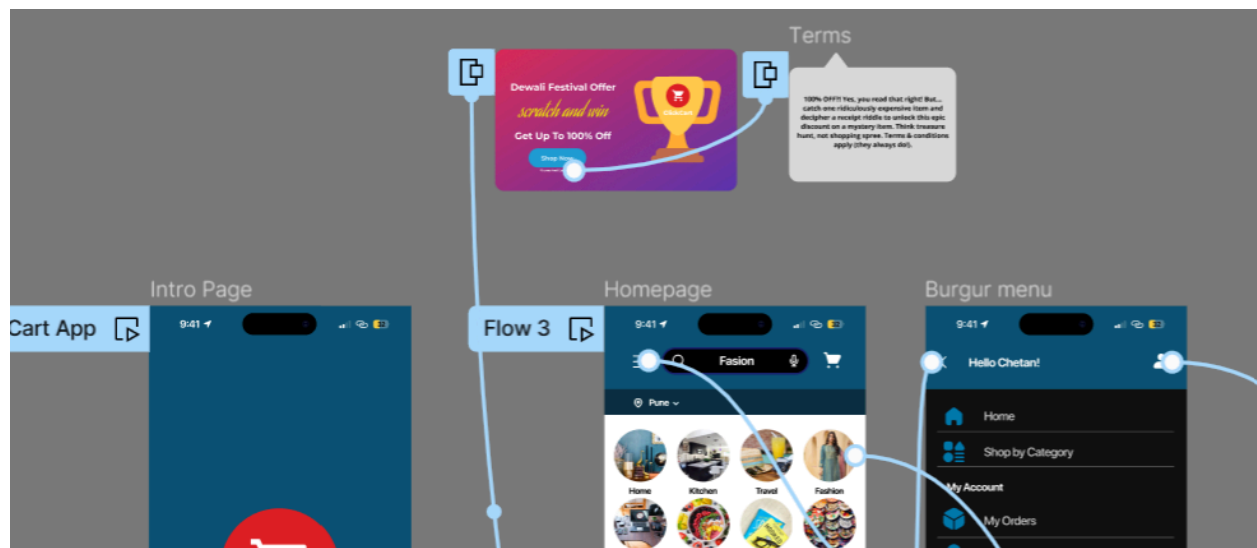 Terms
Dewali Festival Offer
scratch and win
Get Up To 100% Off
Shop Now
ClickCart
100% OFF?! Yes, you read that right! But...
catch one ridiculously expensive item and
decipher a receipt riddle to unlock this epic
discount on a mystery item. Think treasure
hunt, not shopping spree. Terms & conditions
apply (they always do!).
Intro Page
Cart App
9:41
Homepage
Flow 3
9:41
Fasion
Pune
Home Kitchen Travel Fashion
Burgur menu
9:41
Hello Chetan!
Home
Shop by Category
My Account
My Orders